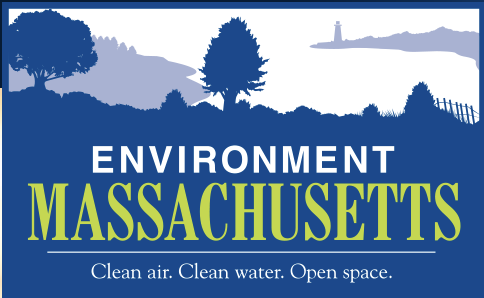 ENVIRONMENT
MASSACHUSETTS
Clean air. Clean water. Open space.